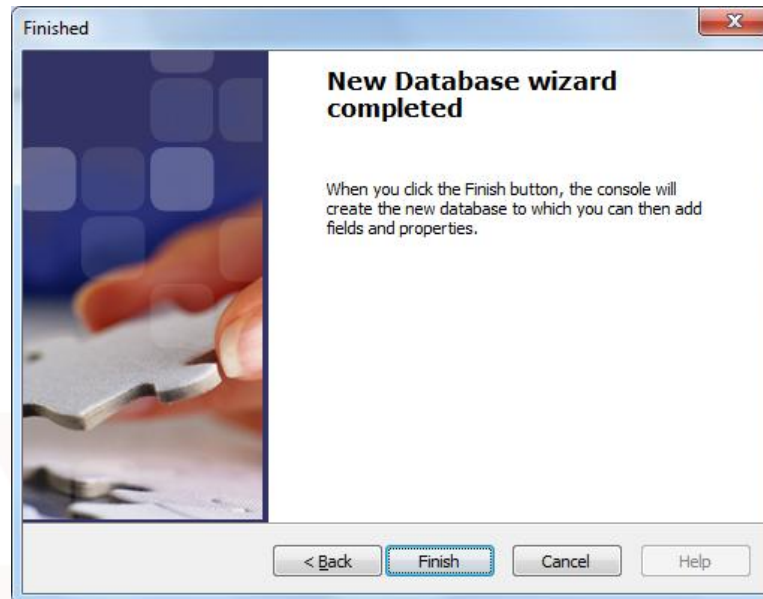 Finished
New Database wizard
completed
When you click the Finish button, the console will
create the new database to which you can then add
fields and properties.
< Back
Finish
Cancel
Help